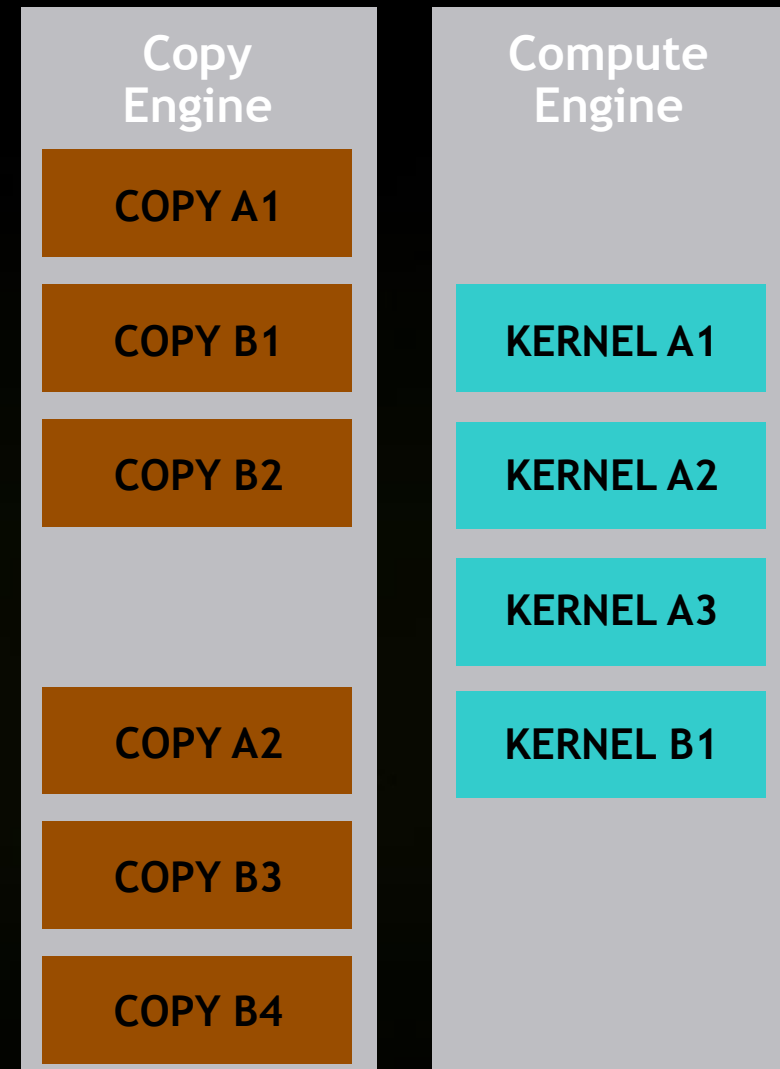 Copy
Engine
COPY A1
COPY B1
COPY B2
COPY A2
COPY B3
COPY B4
Compute
Engine
KERNEL A1
KERNEL A2
KERNEL A3
KERNEL B1